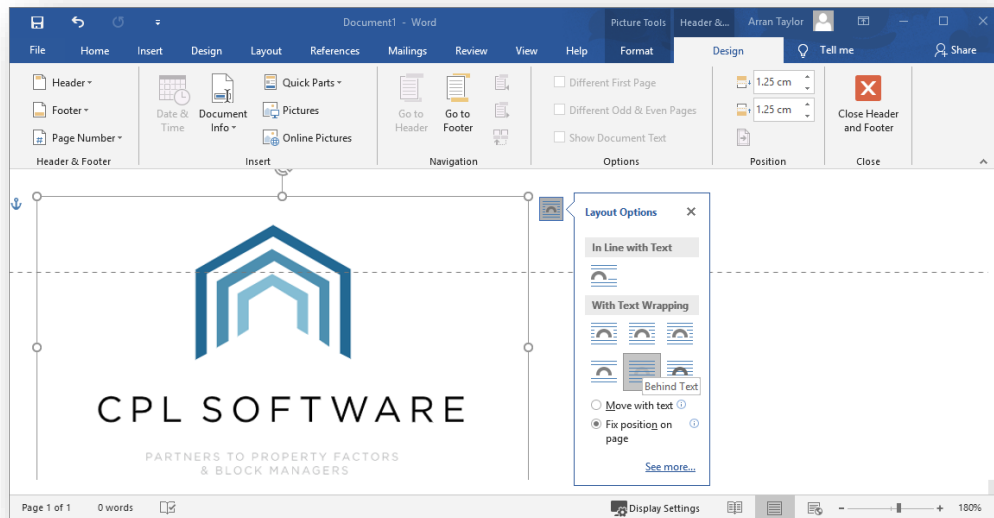 Document1 - Word
Picture Tools
Header &...
Arran Taylor
File
Home
Insert
Design
Layout
References
Mailings
Review
View
Help
Format
Design
Tell me
Share
Header
Footer
Page Number
Header & Footer
Date & Time
Document Info
Quick Parts
Pictures
Online Pictures
Insert
Go to Header
Go to Footer
Navigation
Different First Page
Different Odd & Even Pages
Show Document Text
Options
1.25 cm
1.25 cm
Position
Close Header and Footer
Close
Layout Options
In Line with Text
With Text Wrapping
Behind Text
Move with text
Fix position on
page
See more...
CPL SOFTWARE
PARTNERS TO PROPERTY FACTORS
& BLOCK MANAGERS
Page 1 of 1
0 words
Display Settings
180%